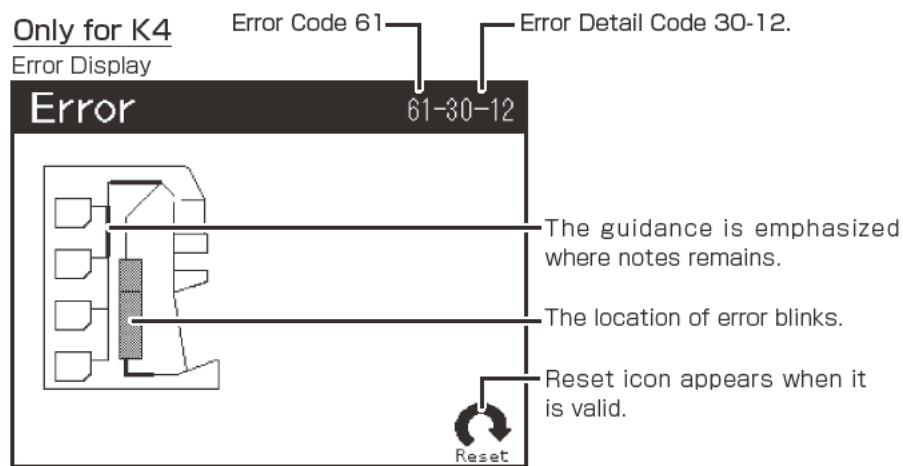 Only for K4
Error Code 61
Error Detail Code 30-12.
Error Display
Error
61-30-12
The guidance is emphasized
where notes remains.
The location of error blinks.
Reset icon appears when it
is valid.
Reset